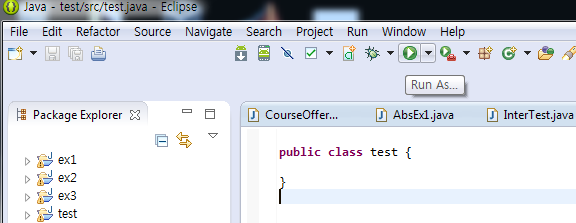 Java - test/src/test.java - Eclipse
File Edit Refactor Source Navigate Search Project Run Window Help
Run As...
Package Explorer
CourseOffer... AbsEx1.java InterTest.java
ex1
ex2
ex3
test
public class test {
}